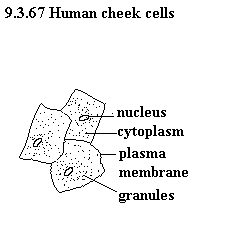 9.3.67 Human cheek cells
nucleus
cytoplasm
plasma
membrane
granules